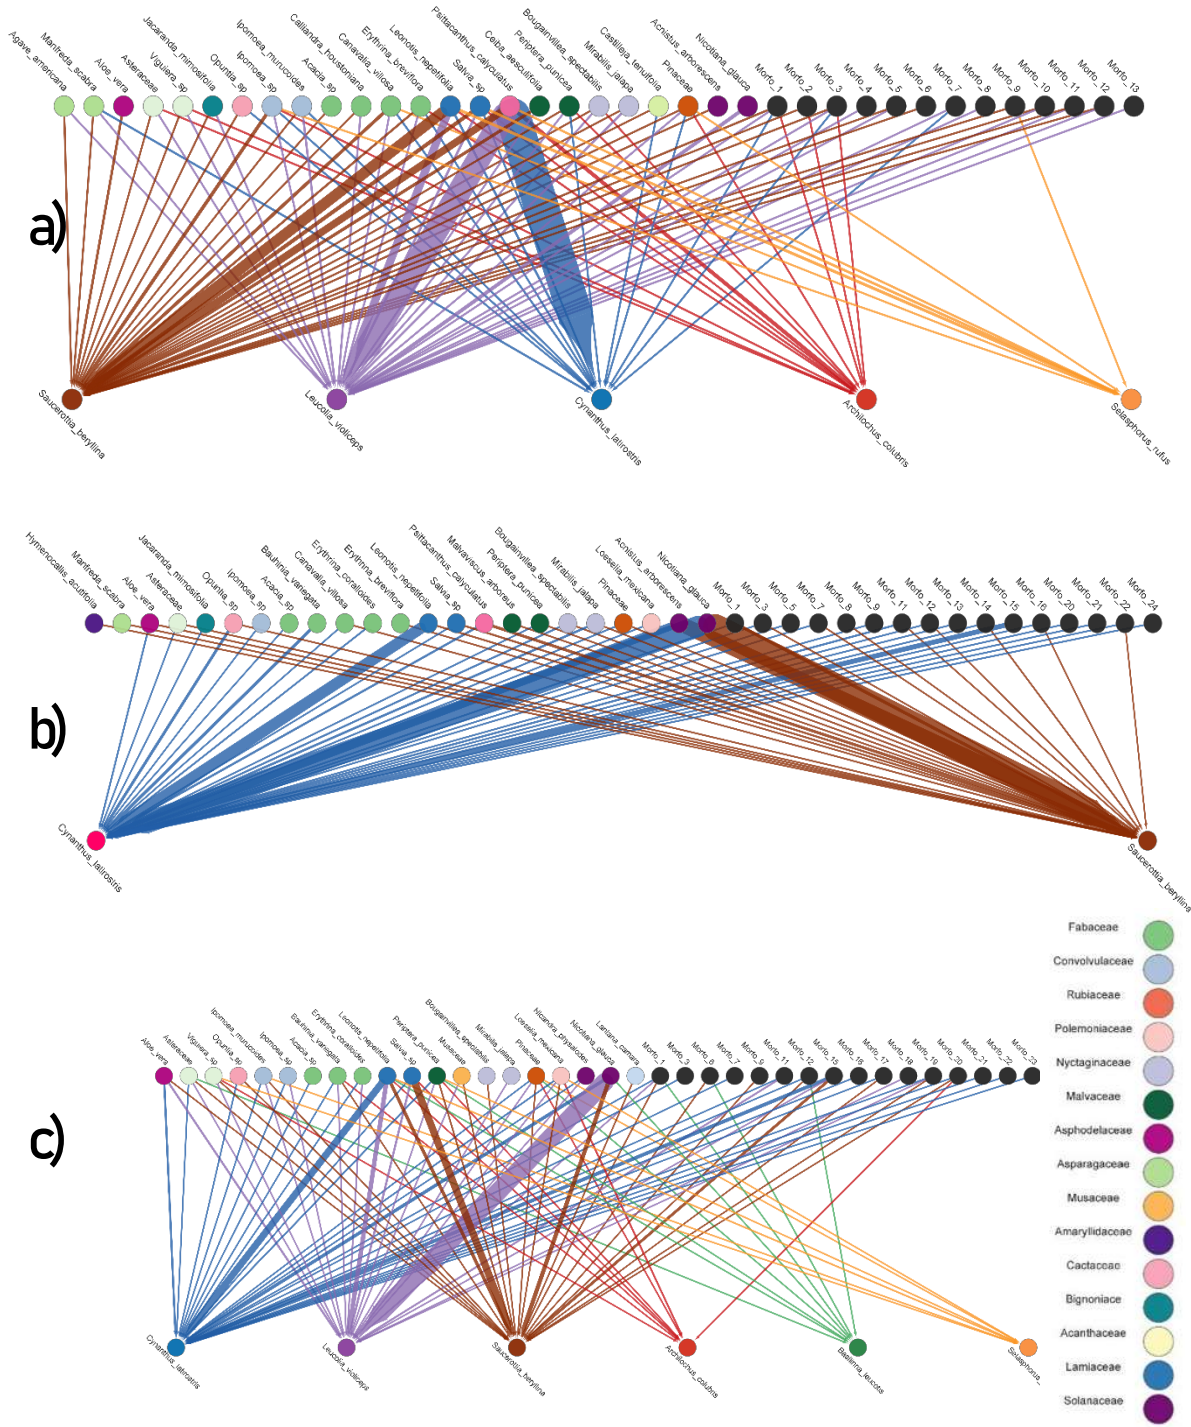 Agave_americana
Manfreda_scabra
Aloe_vera
Asteraceae
Viguiera_sp
Jacaranda_mimosifolia
Opuntia_sp
Ipomoea_sp
Ipomoea_murucoides
Acacia_sp
Calliandra_houstoniana
Canavalia_villosa
Erythrina_breviflora
Leonotis_nepetifolia
Salvia_sp
Psittacanthus_calyculatus
Ceiba_aesculifolia
Periptera_punicea
Bougainvillea_spectabilis
Mirabilis_jalapa
Castilleja_tenuifolia
Pinaceae
Acnistus_arborescens
Nicotiana_glauca
Morfo_1
Morfo_2
Morfo_3
Morfo_4
Morfo_5
Morfo_6
Morfo_7
Morfo_8
Morfo_9
Morfo_10
Morfo_11
Morfo_12
Morfo_13
a)
Saucerottia_beryllina
Leucolia_violiceps
Cynanthus_latirostris
Archilochus_colubris
Selasphorus_rufus
Hymenocallis_acutifolia
Manfreda_scabra
Aloe_vera
Asteraceae
Jacaranda_mimosifolia
Opuntia_sp
Ipomoea_sp
Acacia_sp
Bauhinia_variegata
Canavalia_villosa
Erythrina_coralloides
Erythrina_breviflora
Leonotis_nepetifolia
Salvia_sp
Psittacanthus_calyculatus
Malvaviscus_arboreus
Periptera_punicea
Bougainvillea_spectabilis
Mirabilis_jalapa
Pinaceae
Loeselia_mexicana
Acnistus_arborescens
Nicotiana_glauca
Morfo_1
Morfo_3
Morfo_5
Morfo_7
Morfo_8
Morfo_9
Morfo_11
Morfo_12
Morfo_13
Morfo_14
Morfo_15
Morfo_16
Morfo_20
Morfo_21
Morfo_22
Morfo_24
b)
Cynanthus_latirostris
Saucerottia_beryllina
Aloe_vera
Asteraceae
Viguiera_sp
Opuntia_sp
Ipomoea_murucoides
Ipomoea_sp
Acacia_sp
Bauhinia_variegata
Erythrina_coralloides
Leonotis_nepetifolia
Salvia_sp
Periptera_punicea
Musaceae
Bougainvillea_spectabilis
Mirabilis_jalapa
Pinaceae
Loeselia_mexicana
Nicandra_physalodes
Nicotiana_glauca
Lantana_camara
Morfo_1
Morfo_3
Morfo_6
Morfo_7
Morfo_9
Morfo_11
Morfo_12
Morfo_15
Morfo_16
Morfo_17
Morfo_18
Morfo_19
Morfo_20
Morfo_21
Morfo_22
Morfo_23
c)
Cynanthus_latirostris
Leucolia_violiceps
Saucerottia_beryllina
Archilochus_colubris
Basilinna_leucotis
Selasphorus_
Fabaceae
Convolvulaceae
Rubiaceae
Polemoniaceae
Nyctaginaceae
Malvaceae
Asphodelaceae
Asparagaceae
Musaceae
Amaryllidaceae
Cactaceae
Bignoniace
Acanthaceae
Lamiaceae
Solanaceae